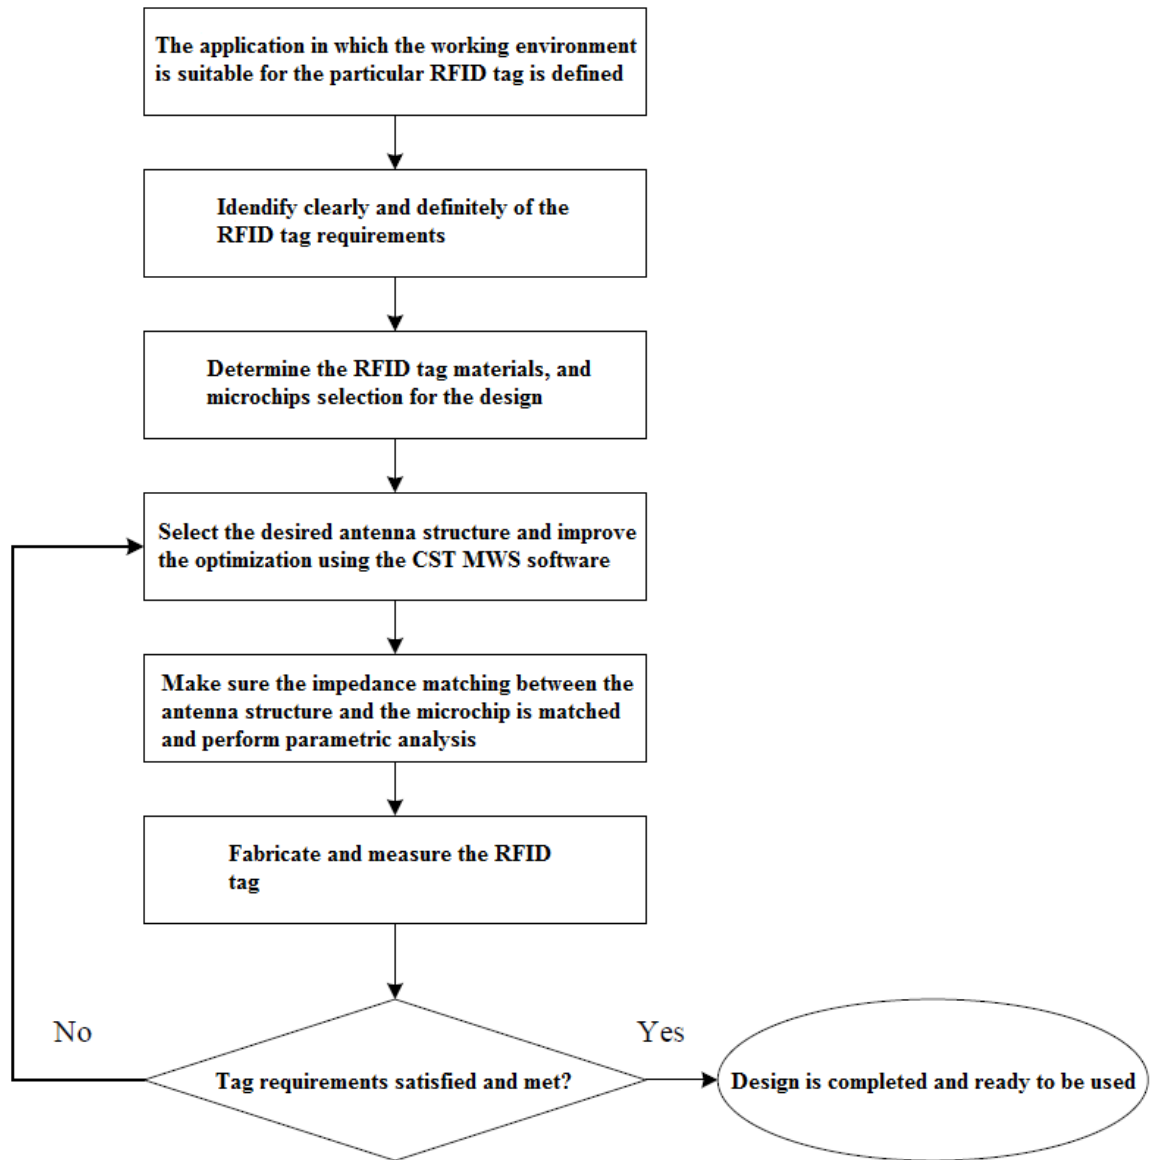 The application in which the working environment
is suitable for the particular RFID tag is defined
Idendify clearly and definitely of the
RFID tag requirements
Determine the RFID tag materials, and
microchips selection for the design
Select the desired antenna structure and improve
the optimization using the CST MWS software
Make sure the impedance matching between the
antenna structure and the microchip is matched
and perform parametric analysis
Fabricate and measure the RFID
tag
No
Yes
Tag requirements satisfied and met?
Design is completed and ready to be used